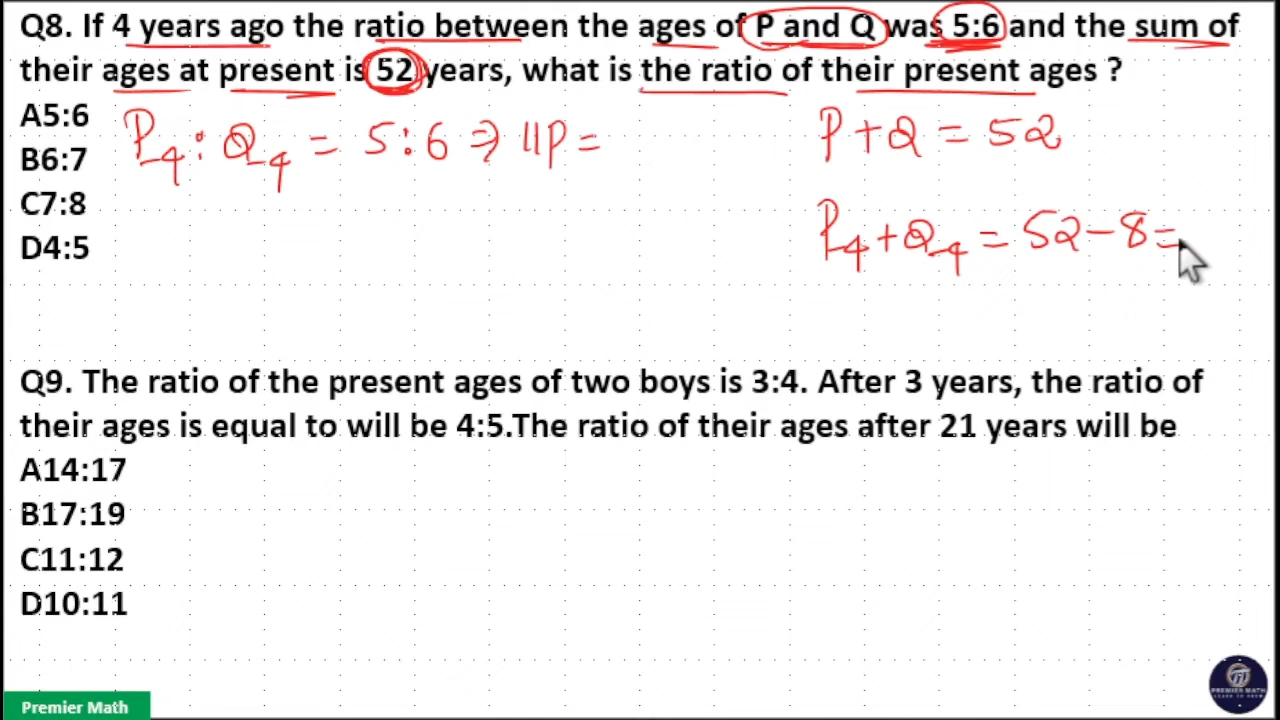 Q8. If 4 years ago the ratio between the ages of P and Q was 5:6 and the sum of
their ages at present is 52 years, what is the ratio of their present ages ?
A5:6
B6:7
C7:8
D4:5
P₄ : Q₄ = 5:6 ⇒ 11P =
P+Q = 52
P₄+Q₋₄ = 52-8=
Q9. The ratio of the present ages of two boys is 3:4. After 3 years, the ratio of
their ages is equal to will be 4:5.The ratio of their ages after 21 years will be
A14:17
B17:19
C11:12
D10:11
Premier Math
PREMIER MATH